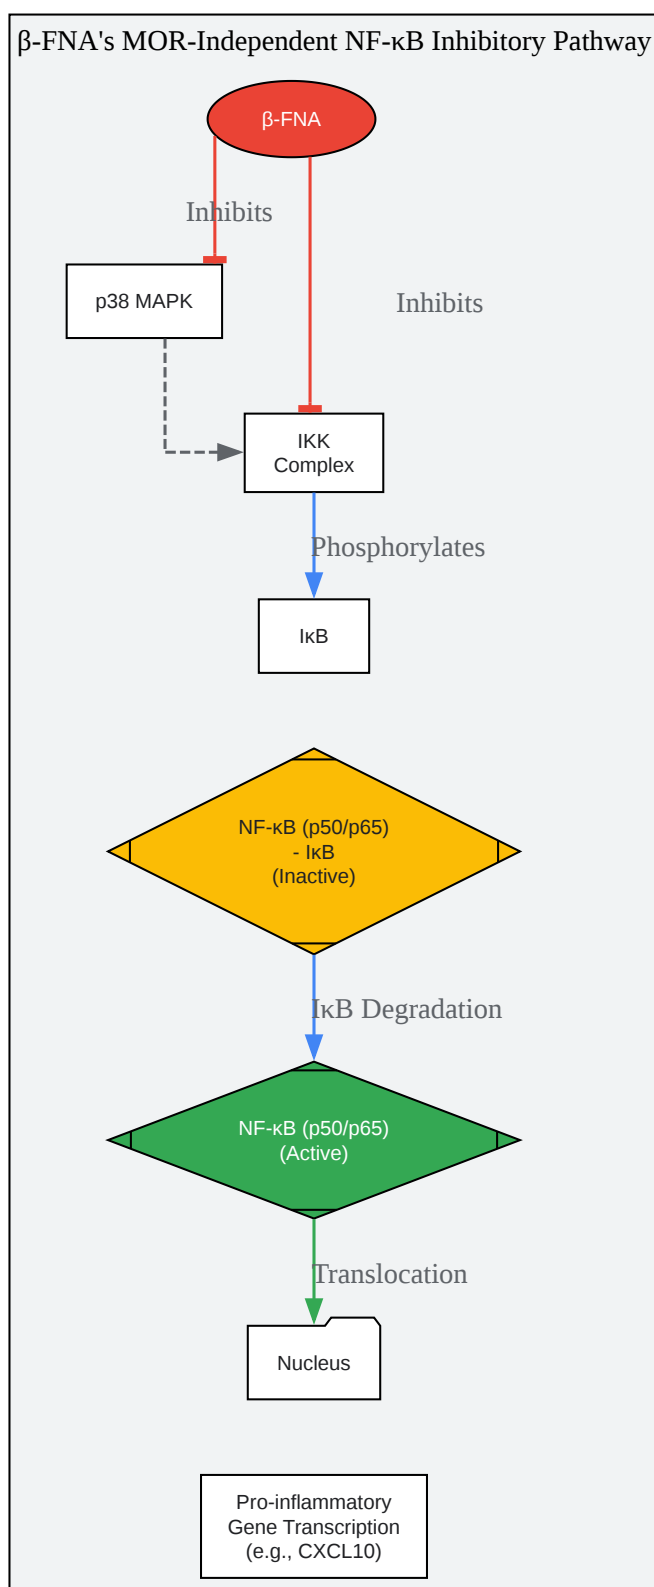 β-FNA's MOR-Independent NF-κB Inhibitory Pathway
β-FNA
Inhibits
p38 MAPK
Inhibits
IKK
Complex
Phosphorylates
IκB
NF-κB (p50/p65)
- IκB
(Inactive)
IκB Degradation
NF-κB (p50/p65)
(Active)
Translocation
Nucleus
Pro-inflammatory
Gene Transcription
(e.g., CXCL10)